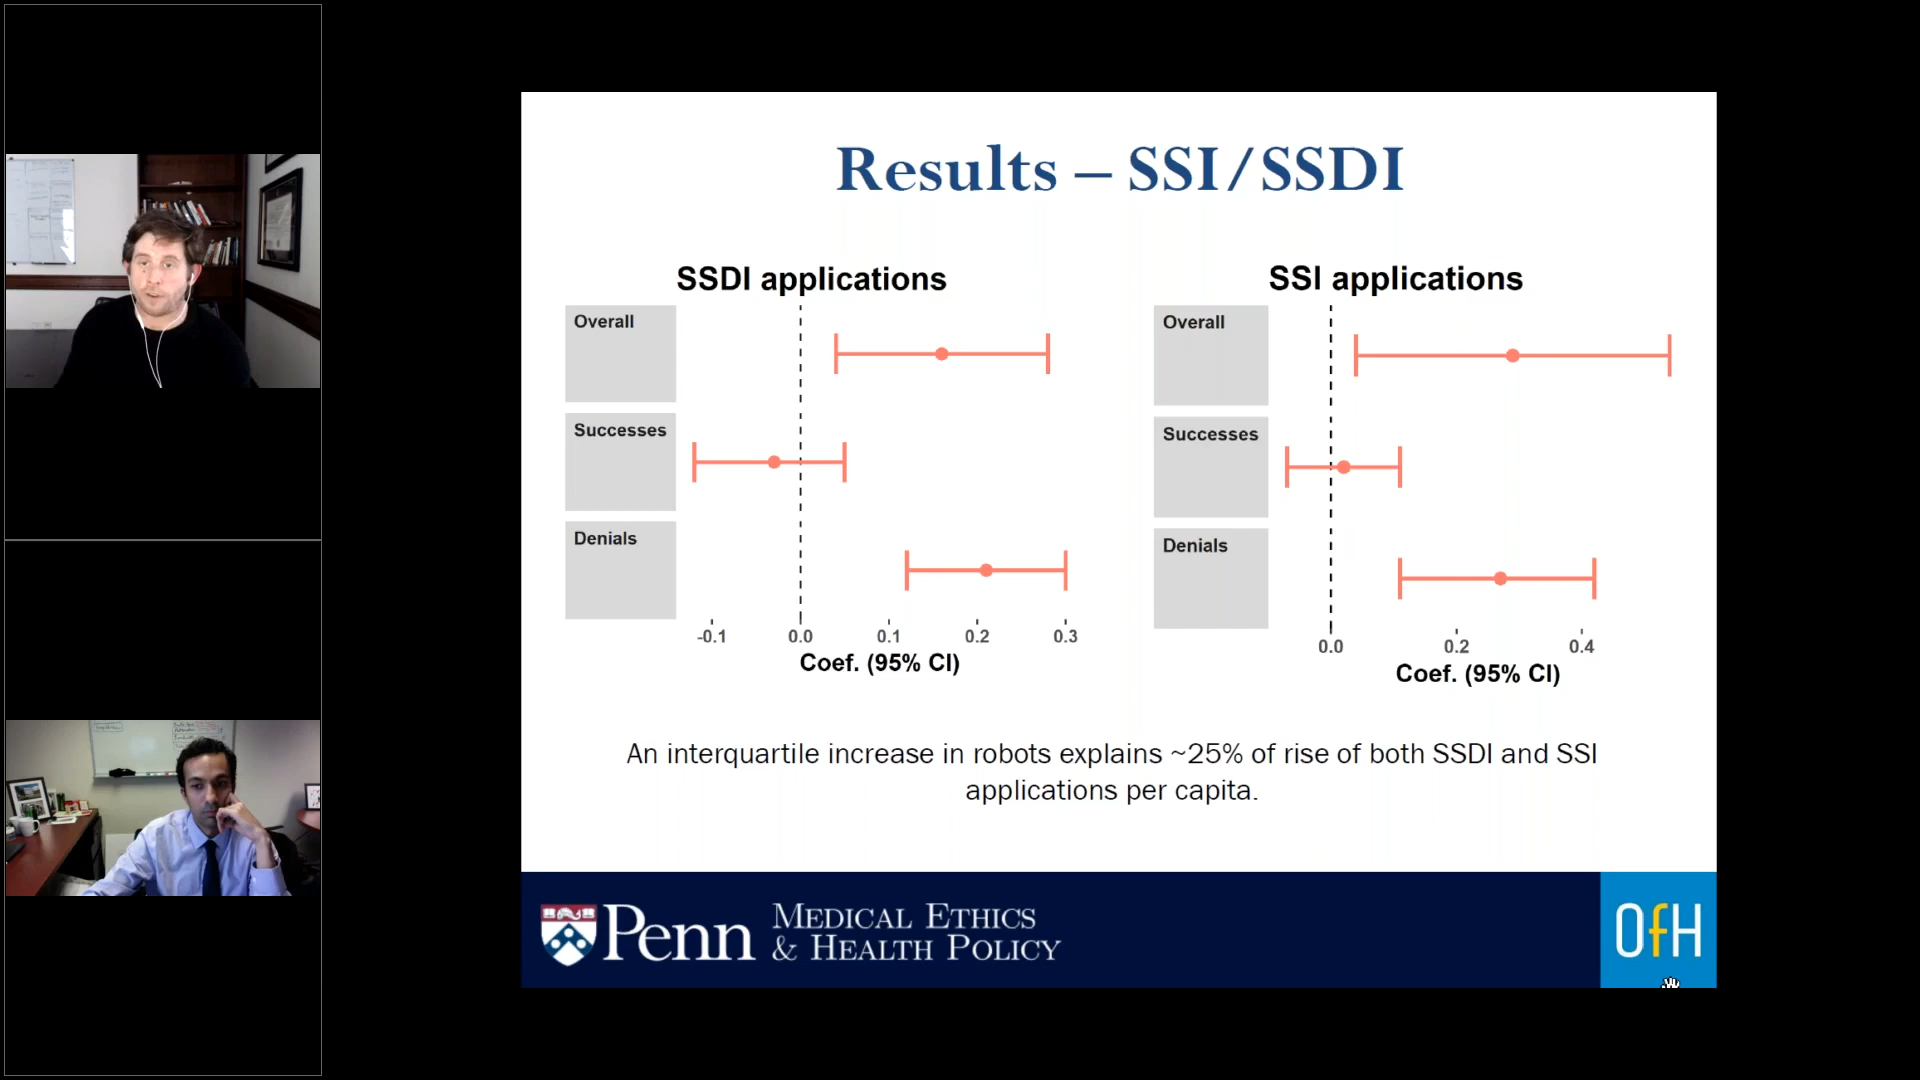 Results – SSI/SSDI
SSDI applications
Overall
Successes
Denials
-0.1 0.0 0.1 0.2 0.3
Coef. (95% CI)
SSI applications
Overall
Successes
Denials
0.0 0.2 0.4
Coef. (95% CI)
An interquartile increase in robots explains ~25% of rise of both SSDI and SSI
applications per capita.
Penn
MEDICAL ETHICS
& HEALTH POLICY
OfH